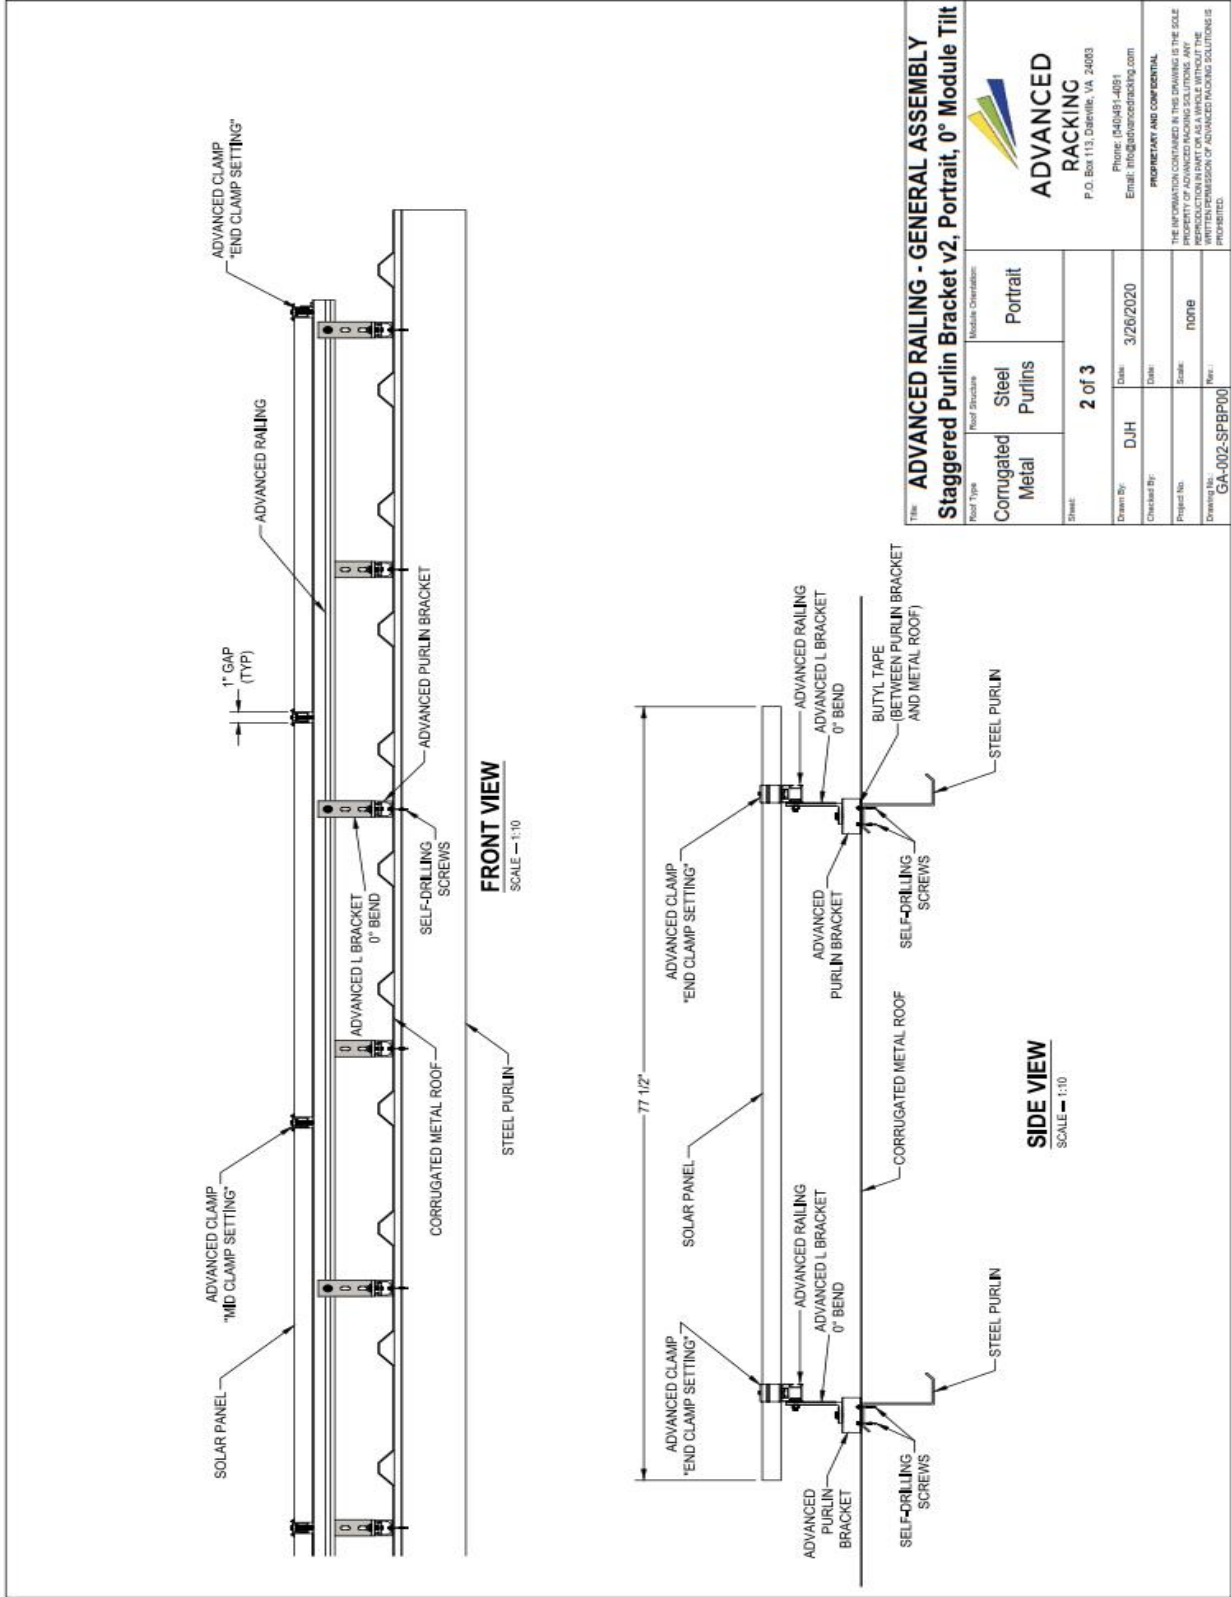 SOLAR PANEL
ADVANCED CLAMP
"MID CLAMP SETTING"
1" GAP
(TYP)
ADVANCED RAILING
ADVANCED CLAMP
"END CLAMP SETTING"
CORRUGATED METAL ROOF
STEEL PURLIN
ADVANCED L BRACKET
0° BEND
SELF-DRILLING
SCREWS
ADVANCED PURLIN BRACKET
FRONT VIEW
SCALE — 1:10
77 1/2"
ADVANCED CLAMP
"END CLAMP SETTING"
SOLAR PANEL
ADVANCED CLAMP
"END CLAMP SETTING"
ADVANCED RAILING
ADVANCED L BRACKET
0° BEND
ADVANCED RAILING
ADVANCED L BRACKET
0° BEND
ADVANCED
PURLIN
BRACKET
SELF-DRILLING
SCREWS
STEEL PURLIN
CORRUGATED METAL ROOF
ADVANCED
PURLIN BRACKET
SELF-DRILLING
SCREWS
BUTYL TAPE
(BETWEEN PURLIN BRACKET
AND METAL ROOF)
STEEL PURLIN
SIDE VIEW
SCALE — 1:10
Title: ADVANCED RAILING - GENERAL ASSEMBLY
Staggered Purlin Bracket v2, Portrait, 0° Module Tilt
Roof Type
Corrugated
Metal
Roof Structure
Steel
Purlins
Module Orientation:
Portrait
Sheet:
2 of 3
Drawn By: DJH
Date: 3/26/2020
Checked By:
Date:
Project No.
Scale: none
Drawing No.:
GA-002-SPBP00
Rev.:
ADVANCED
RACKING
P.O. Box 113, Daleville, VA 24083
Phone: (540)491-4091
Email: info@advancedracking.com
PROPRIETARY AND CONFIDENTIAL
THE INFORMATION CONTAINED IN THIS DRAWING IS THE SOLE
PROPERTY OF ADVANCED RACKING SOLUTIONS. ANY
REPRODUCTION IN PART OR AS A WHOLE WITHOUT THE
WRITTEN PERMISSION OF ADVANCED RACKING SOLUTIONS IS
PROHIBITED.